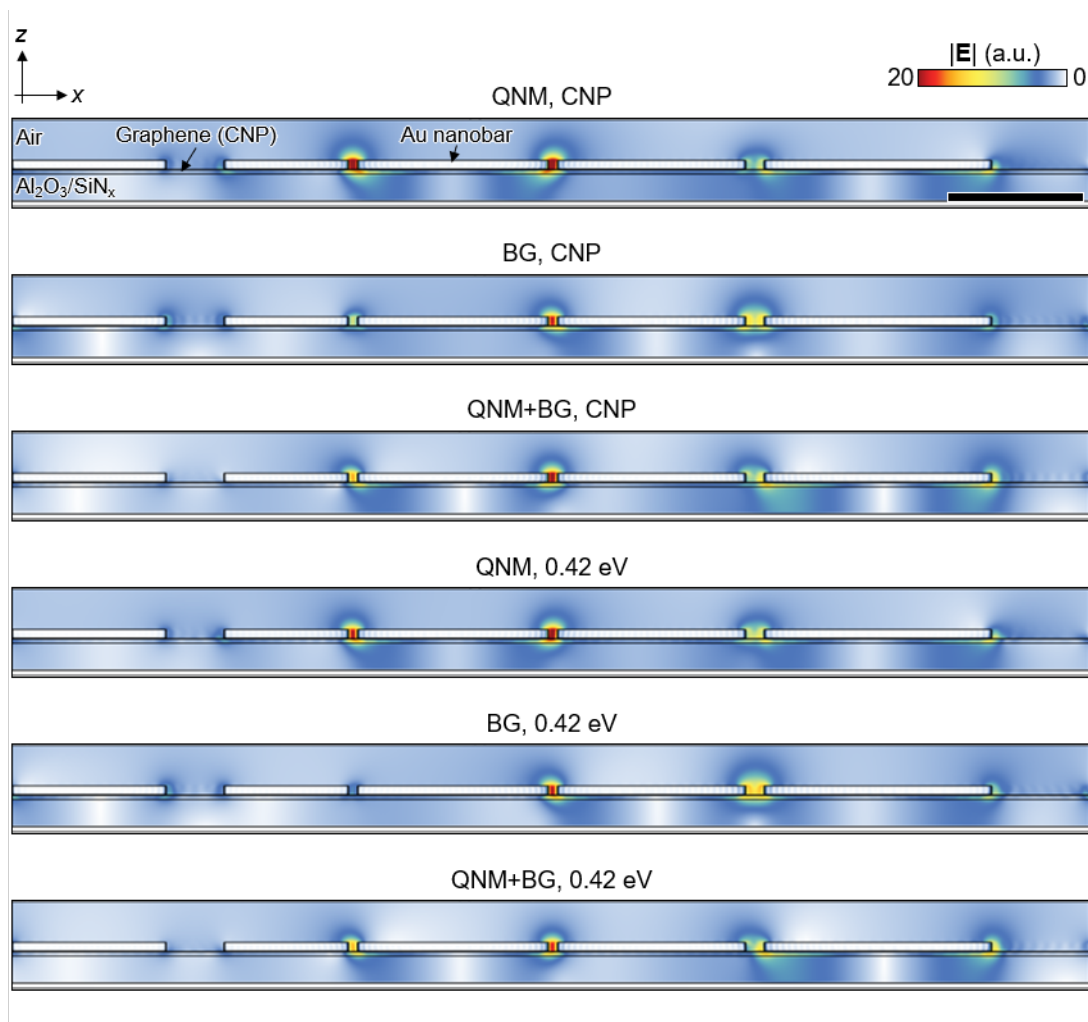 z
x
|E| (a.u.)
20 0
QNM, CNP
Air
Graphene (CNP)
Au nanobar
Al₂O₃/SiNₓ
BG, CNP
QNM+BG, CNP
QNM, 0.42 eV
BG, 0.42 eV
QNM+BG, 0.42 eV